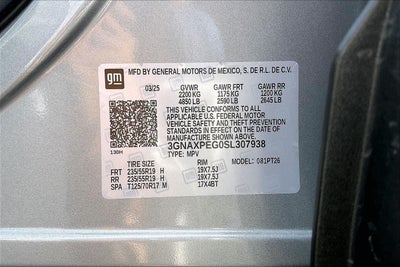 gm
MFD BY GENERAL MOTORS DE MEXICO, S. DE R.L. DE C.V.
03/25 GVWR GAWR FRT GAWR RR
2200 KG 1175 KG 1200 KG
4850 LB 2590 LB 2645 LB
THIS VEHICLE CONFORMS TO ALL
APPLICABLE U.S. FEDERAL MOTOR
VEHICLE SAFETY AND THEFT
PREVENTION STANDARDS IN
EFFECT ON THE DATE OF
MANUFACTURE SHOWN ABOVE.
3GNAXPEG0SL307938
TYPE: MPV
TIRE SIZE RIM MODEL: 081PT26
FRT 235/55R19 H 19X7.5J
RR 235/55R19 H 19X7.5J
SPA T125/70R17 M 17X4BT